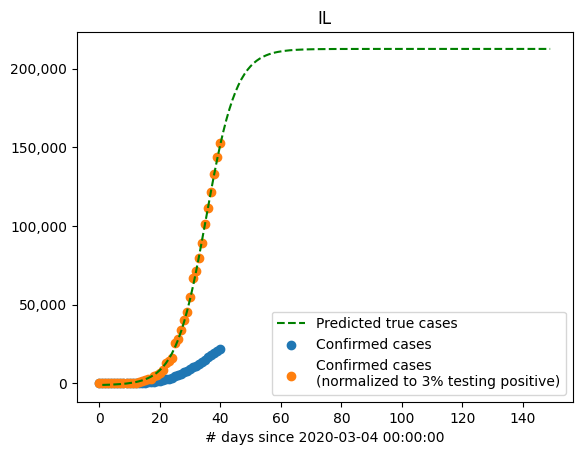 IL
200,000
150,000
100,000
50,000
0
Predicted true cases
Confirmed cases
Confirmed cases
(normalized to 3% testing positive)
0 20 40 60 80 100 120 140
# days since 2020-03-04 00:00:00